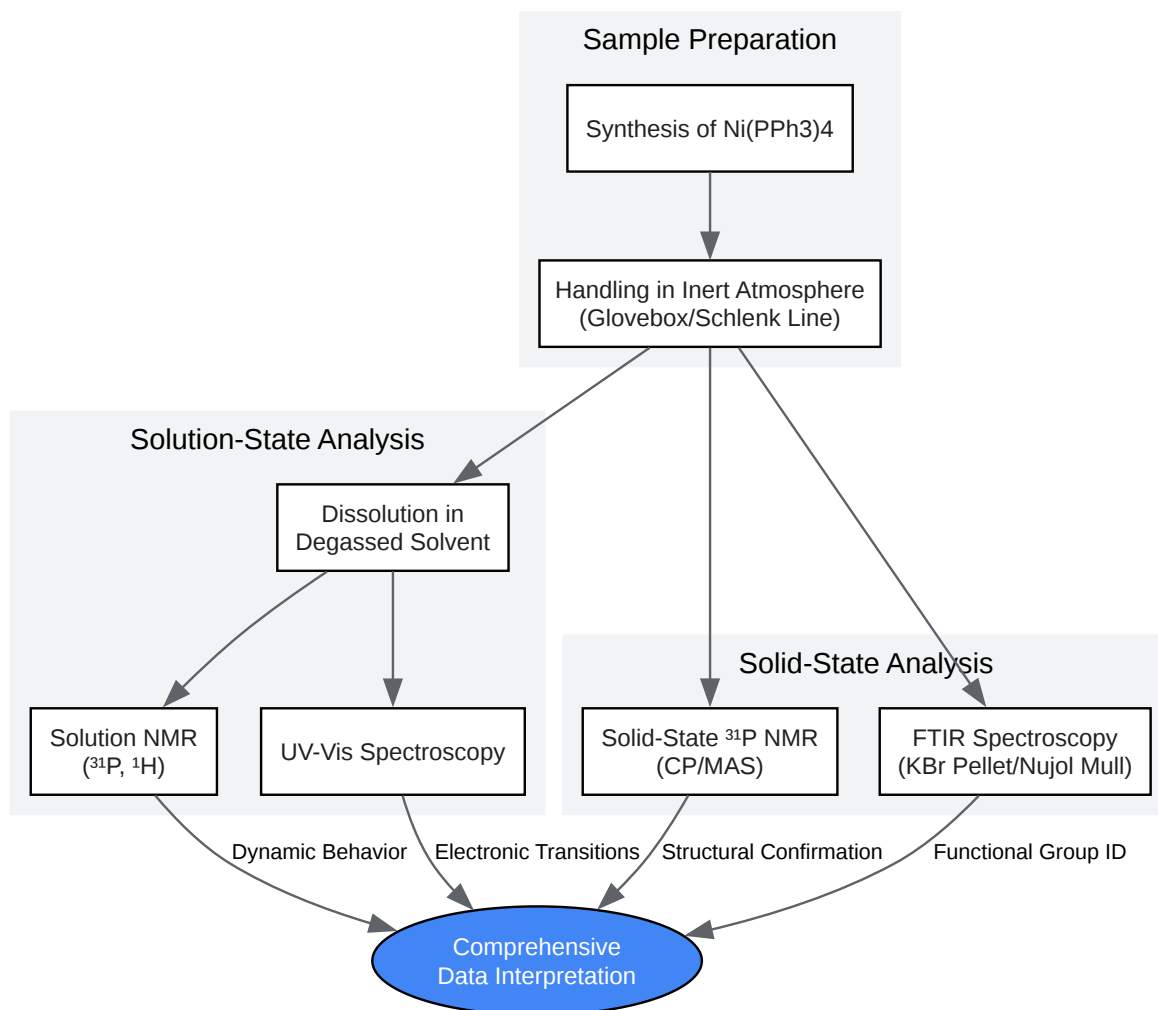 Sample Preparation
Synthesis of Ni(PPh3)4
Handling in Inert Atmosphere
(Glovebox/Schlenk Line)
Solution-State Analysis
Dissolution in
Degassed Solvent
Solid-State Analysis
Solution NMR
(³¹P, ¹H)
UV-Vis Spectroscopy
Solid-State ³¹P NMR
(CP/MAS)
FTIR Spectroscopy
(KBr Pellet/Nujol Mull)
Dynamic Behavior
Electronic Transitions
Structural Confirmation
Functional Group ID
Comprehensive
Data Interpretation